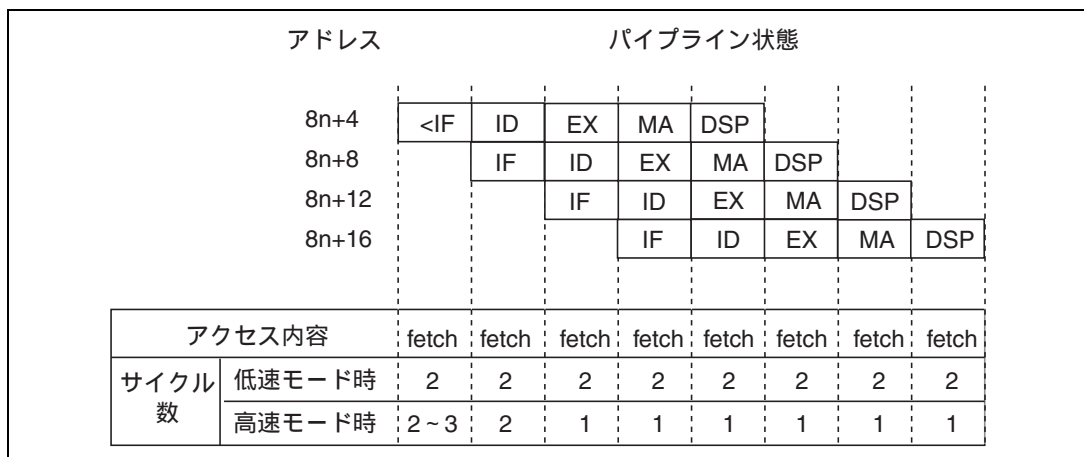 アドレス パイプライン状態
8n+4 <IF ID EX MA DSP
8n+8 IF ID EX MA DSP
8n+12 IF ID EX MA DSP
8n+16 IF ID EX MA DSP
アクセス内容 fetch fetch fetch fetch fetch fetch fetch fetch
サイクル数 低速モード時 2 2 2 2 2 2 2 2
高速モード時 2~3 2 1 1 1 1 1 1